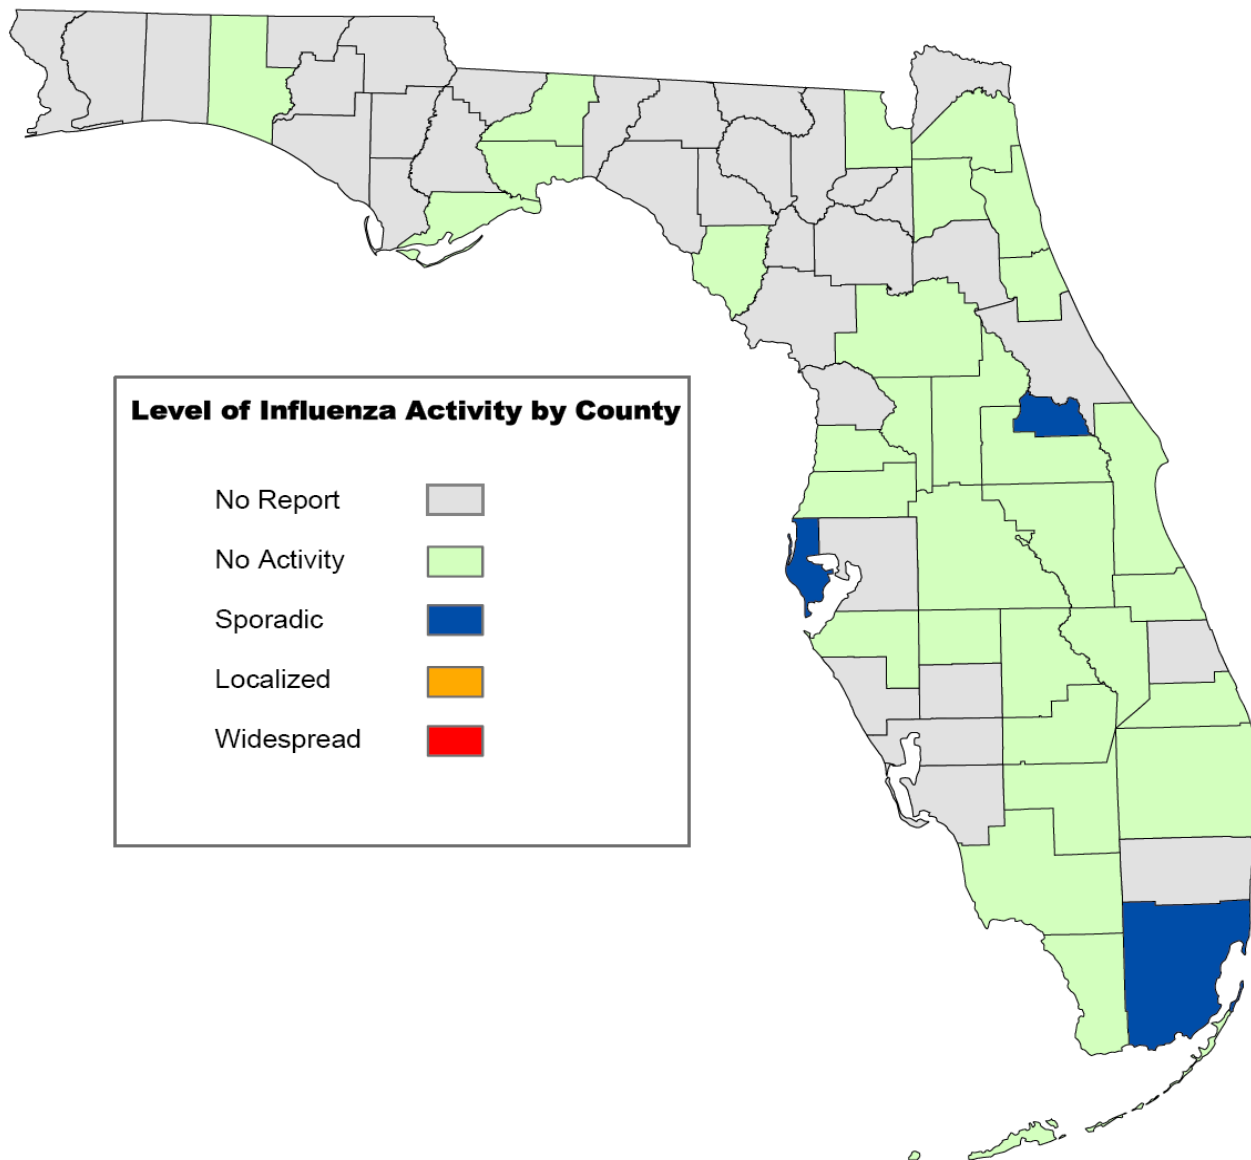 Level of Influenza Activity by County
No Report
No Activity
Sporadic
Localized
Widespread